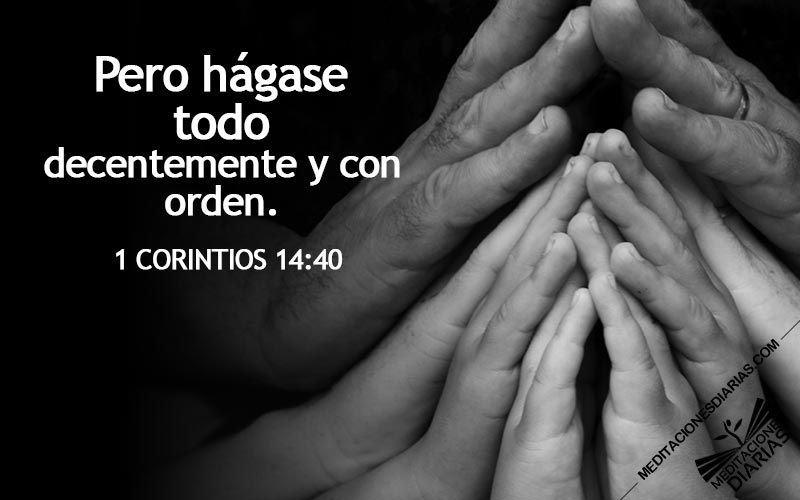 Pero hágase
todo
decentemente y con
orden.
1 CORINTIOS 14:40
MEDITACIONESDIARIAS.COM
MEDITACIONES
DIARIAS